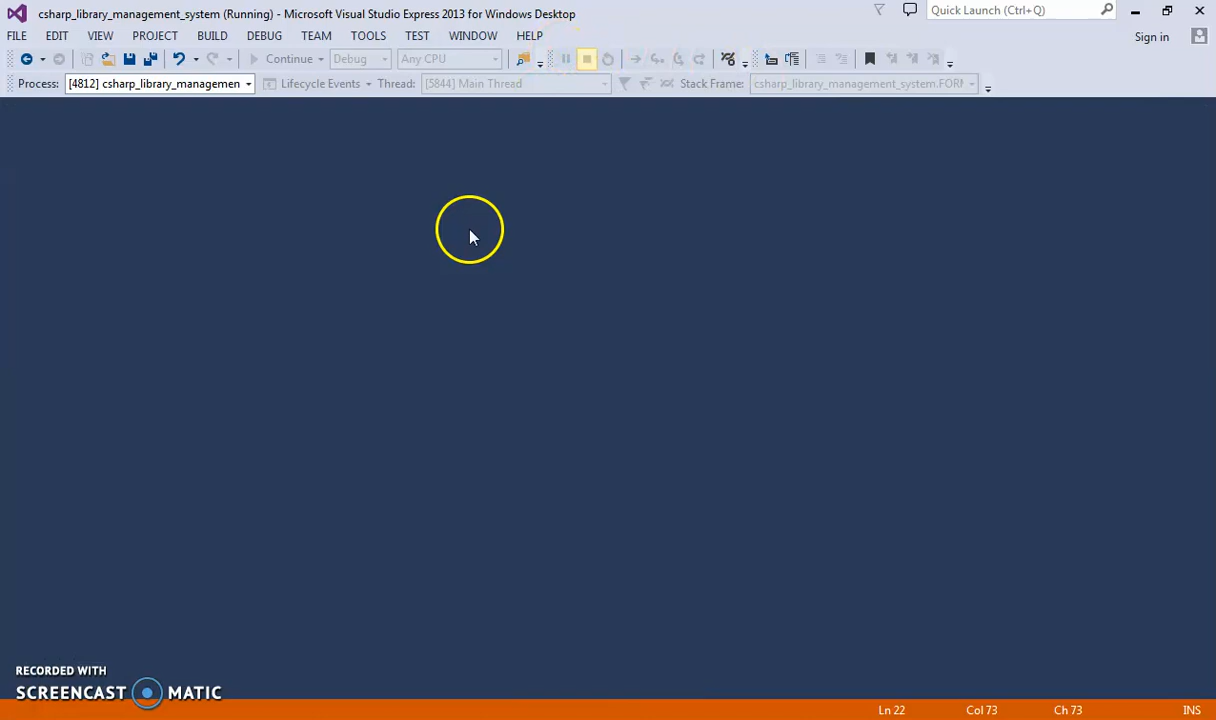 csharp_library_management_system (Running) - Microsoft Visual Studio Express 2013 for Windows Desktop
Quick Launch (Ctrl+Q)
FILE EDIT VIEW PROJECT BUILD DEBUG TEAM TOOLS TEST WINDOW HELP
Sign in
Continue Debug Any CPU
Process: [4812] csharp_library_managemen Lifecycle Events Thread: [5844] Main Thread Stack Frame: csharp_library_management_system.FORM
RECORDED WITH
SCREENCAST MATIC
Ln 22 Col 73 Ch 73 INS